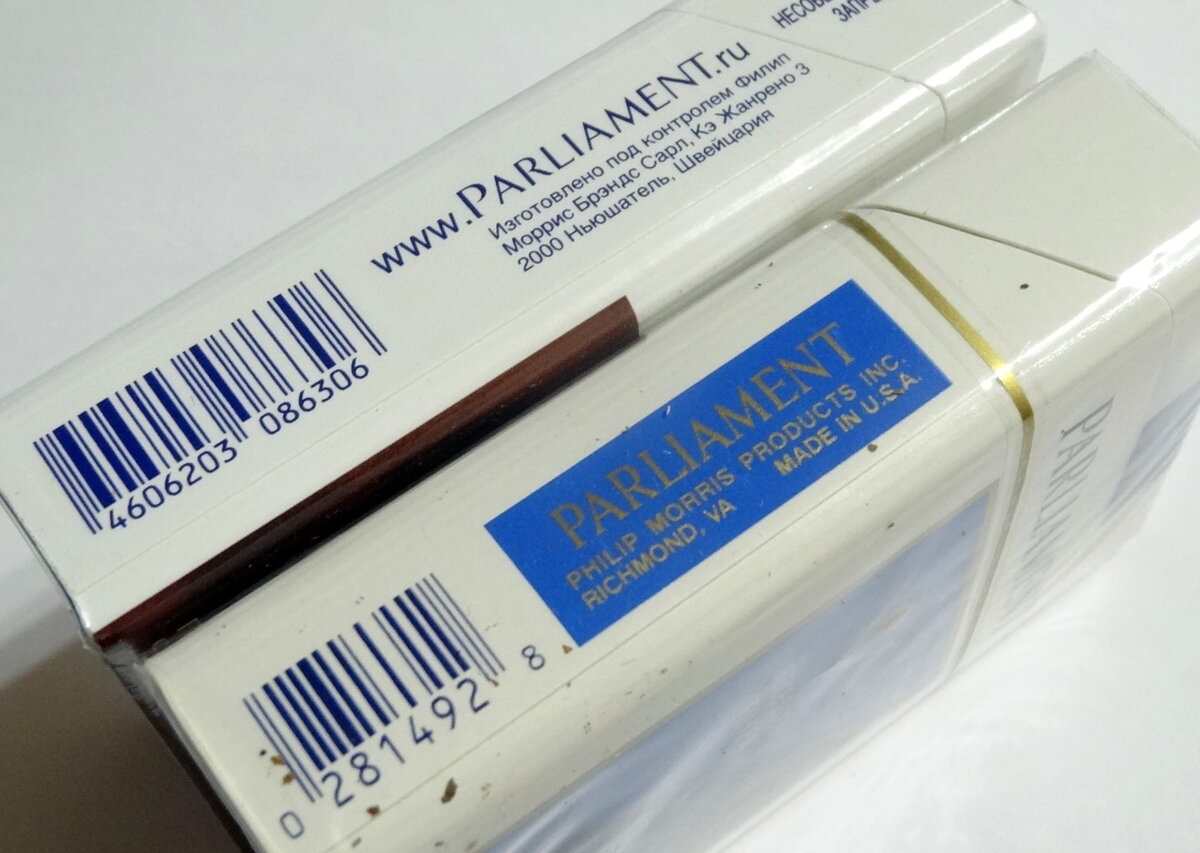 www.PARLIAMENT.ru
Изготовлено под контролем Филип
Моррис Брэндс Сарл, Кэ Жанрено 3
2000 Ньюшатель, Швейцария
4606203 086306
PARLIAMENT
PHILIP MORRIS PRODUCTS INC.
RICHMOND, VA MADE IN U.S.A.
0 281492 8